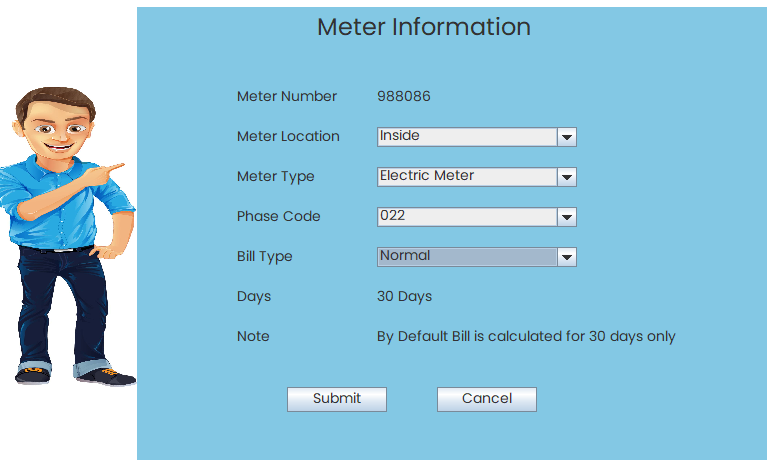 Meter Information
Meter Number 988086
Meter Location Inside
Meter Type Electric Meter
Phase Code 022
Bill Type Normal
Days 30 Days
Note By Default Bill is calculated for 30 days only
Submit Cancel